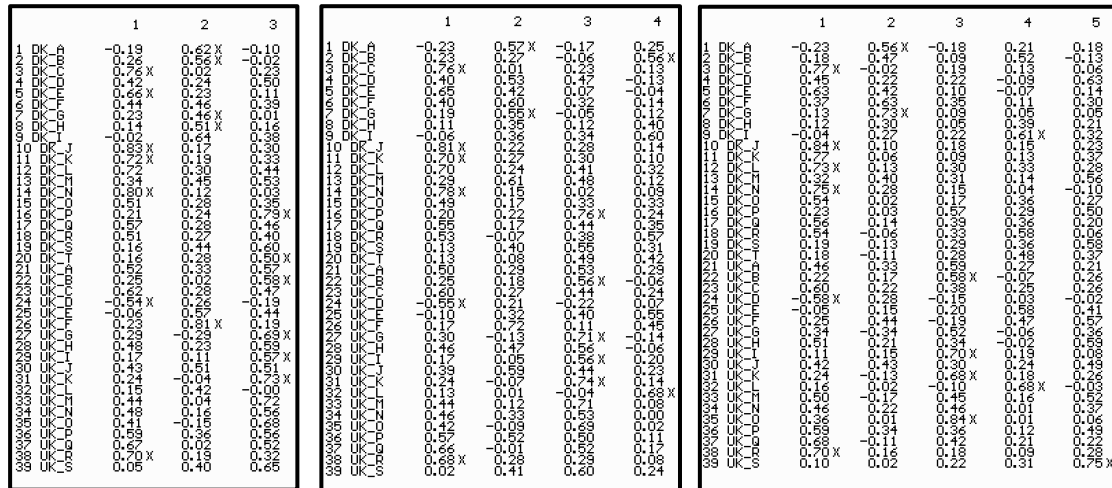 1 2 3
1 DK_A -0.19 0.62 X -0.10
2 DK_B 0.26 0.56 X -0.02
3 DK_C 0.76 X 0.02 0.23
4 DK_D 0.42 0.24 0.50
5 DK_E 0.66 X 0.23 0.11
6 DK_F 0.44 0.46 0.39
7 DK_G 0.23 0.46 X 0.01
8 DK_H 0.14 0.51 X 0.16
9 DK_I -0.02 0.64 0.38
10 DK_J 0.83 X 0.17 0.30
11 DK_K 0.72 X 0.19 0.33
12 DK_L 0.72 0.30 0.44
13 DK_M 0.34 0.45 0.53
14 DK_N 0.80 X 0.12 0.03
15 DK_O 0.51 0.28 0.35
16 DK_P 0.21 0.24 0.79 X
17 DK_Q 0.57 0.28 0.46
18 DK_R 0.51 0.27 0.40
19 DK_S 0.16 0.44 0.60
20 DK_T 0.16 0.28 0.50 X
21 UK_A 0.52 0.33 0.57
22 UK_B 0.25 0.02 0.58 X
23 UK_C 0.62 0.28 0.47
24 UK_D -0.54 X 0.26 -0.19
25 UK_E -0.06 0.57 0.44
26 UK_F 0.23 0.81 X 0.19
27 UK_G 0.29 -0.29 0.69 X
28 UK_H 0.48 0.23 0.59
29 UK_I 0.17 0.11 0.57 X
30 UK_J 0.43 0.51 0.51
31 UK_K 0.24 -0.04 0.73 X
32 UK_L 0.15 0.42 -0.00
33 UK_M 0.44 0.04 0.72
34 UK_N 0.48 0.16 0.56
35 UK_O 0.41 -0.15 0.68
36 UK_P 0.59 0.36 0.56
37 UK_Q 0.67 0.02 0.52
38 UK_R 0.70 X 0.19 0.32
39 UK_S 0.05 0.40 0.65
1 2 3 4
1 DK_A -0.23 0.57 X -0.17 0.25
2 DK_B 0.23 0.27 -0.06 0.56 X
3 DK_C 0.76 X 0.01 0.23 0.13
4 DK_D 0.40 0.53 0.47 -0.13
5 DK_E 0.65 0.42 0.07 -0.04
6 DK_F 0.40 0.60 0.32 0.14
7 DK_G 0.19 0.55 X -0.05 0.12
8 DK_H 0.11 0.35 0.12 0.40
9 DK_I -0.06 0.36 0.34 0.60
10 DK_J 0.81 X 0.22 0.28 0.14
11 DK_K 0.70 X 0.27 0.30 0.10
12 DK_L 0.70 0.24 0.41 0.32
13 DK_M 0.29 0.61 0.48 0.12
14 DK_N 0.78 X 0.15 0.02 0.09
15 DK_O 0.49 0.17 0.33 0.33
16 DK_P 0.20 0.22 0.76 X 0.24
17 DK_Q 0.55 0.17 0.44 0.35
18 DK_R 0.53 -0.07 0.38 0.57
19 DK_S 0.13 0.40 0.55 0.31
20 DK_T 0.13 0.08 0.49 0.42
21 UK_A 0.50 0.29 0.53 0.29
22 UK_B 0.25 0.17 0.56 X -0.06
23 UK_C 0.60 0.27 0.44 0.24
24 UK_D -0.55 X 0.21 -0.22 0.07
25 UK_E -0.10 0.32 0.40 0.55
26 UK_F 0.17 0.72 0.11 0.45
27 UK_G 0.30 -0.13 0.71 X -0.14
28 UK_H 0.46 0.47 0.56 -0.06
29 UK_I 0.17 0.05 0.56 X 0.20
30 UK_J 0.39 0.59 0.44 0.23
31 UK_K 0.24 -0.07 0.74 X 0.14
32 UK_L 0.13 0.01 -0.04 0.68 X
33 UK_M 0.44 0.12 0.71 0.08
34 UK_N 0.46 0.33 0.53 0.00
35 UK_O 0.42 -0.09 0.69 0.02
36 UK_P 0.57 0.52 0.50 0.11
37 UK_Q 0.66 -0.01 0.52 0.17
38 UK_R 0.68 X 0.28 0.29 0.08
39 UK_S 0.02 0.41 0.60 0.24
1 2 3 4 5
1 DK_A -0.23 0.56 X -0.18 0.21 0.18
2 DK_B 0.18 0.47 0.09 0.52 -0.13
3 DK_C 0.77 X -0.02 0.19 0.13 0.06
4 DK_D 0.45 0.22 0.22 -0.09 0.63
5 DK_E 0.63 0.42 0.10 -0.07 0.14
6 DK_F 0.37 0.63 0.35 0.11 0.30
7 DK_G 0.13 0.73 X 0.09 0.05 0.05
8 DK_H 0.12 0.30 0.05 0.39 0.21
9 DK_I -0.04 0.27 0.22 0.61 X 0.32
10 DK_J 0.84 X 0.10 0.18 0.15 0.23
11 DK_K 0.77 0.06 0.09 0.13 0.37
12 DK_L 0.73 X 0.13 0.30 0.33 0.28
13 DK_M 0.32 0.40 0.31 0.14 0.56
14 DK_N 0.75 X 0.28 0.15 0.04 -0.10
15 DK_O 0.54 0.02 0.17 0.36 0.27
16 DK_P 0.23 0.03 0.57 0.29 0.50
17 DK_Q 0.56 0.14 0.39 0.36 0.20
18 DK_R 0.54 -0.06 0.33 0.58 0.06
19 DK_S 0.19 0.13 0.29 0.36 0.58
20 DK_T 0.18 -0.11 0.28 0.48 0.37
21 UK_A 0.46 0.33 0.59 0.27 0.21
22 UK_B 0.22 0.17 0.58 X -0.07 0.26
23 UK_C 0.60 0.22 0.38 0.25 0.26
24 UK_D -0.58 X 0.28 -0.15 0.03 -0.02
25 UK_E -0.05 0.15 0.20 0.58 0.41
26 UK_F 0.25 0.44 -0.19 0.47 0.57
27 UK_G 0.34 -0.34 0.52 -0.06 0.36
28 UK_H 0.51 0.21 0.34 -0.02 0.59
29 UK_I 0.11 0.15 0.70 X 0.19 0.08
30 UK_J 0.42 0.43 0.30 0.24 0.49
31 UK_K 0.24 -0.13 0.68 X 0.18 0.26
32 UK_L 0.16 0.02 -0.10 0.68 X -0.03
33 UK_M 0.50 -0.17 0.45 0.16 0.52
34 UK_N 0.46 0.22 0.46 0.01 0.37
35 UK_O 0.36 0.01 0.84 X 0.01 0.06
36 UK_P 0.59 0.34 0.36 0.12 0.49
37 UK_Q 0.68 -0.11 0.42 0.21 0.22
38 UK_R 0.70 X 0.16 0.18 0.11 0.28
39 UK_S 0.10 0.02 0.22 0.31 0.75 X